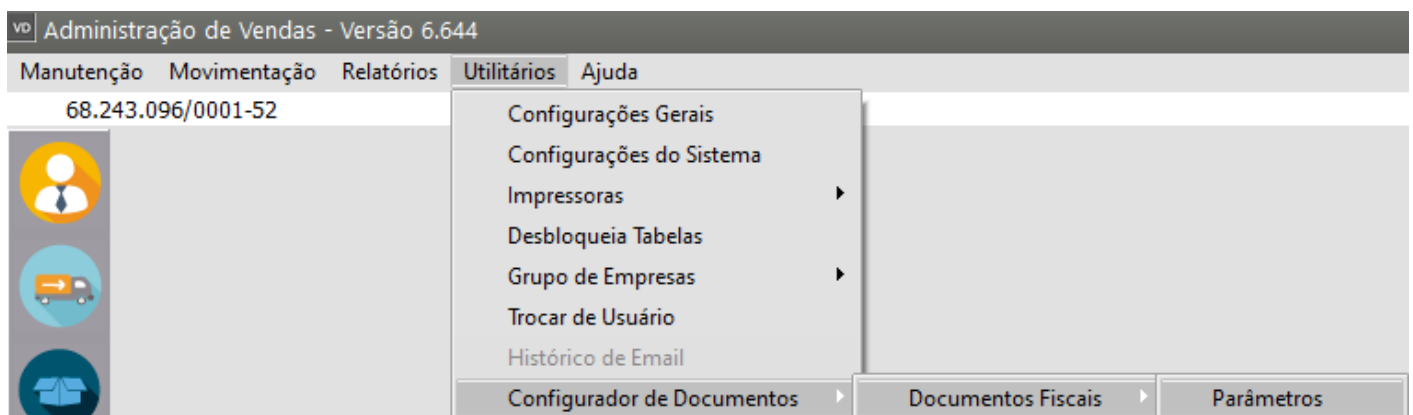 VD Administração de Vendas - Versão 6.644
Manutenção Movimentação Relatórios Utilitários Ajuda
68.243.096/0001-52
Configurações Gerais
Configurações do Sistema
Impressoras
Desbloqueia Tabelas
Grupo de Empresas
Trocar de Usuário
Histórico de Email
Configurador de Documentos Documentos Fiscais Parâmetros